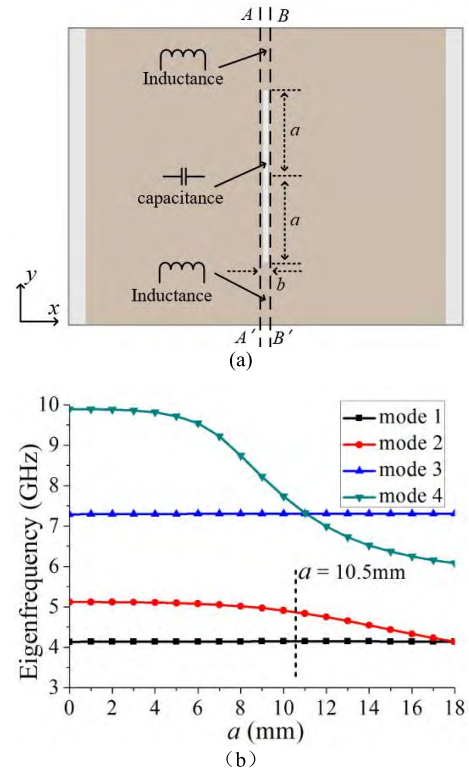 A B
Inductance
a
capacitance
a
Inductance
b
y
x
A′ B′
(a)
Eigenfrequency (GHz)
10
9
8
7
6
5
4
3
mode 1
mode 2
mode 3
mode 4
a = 10.5mm
0 2 4 6 8 10 12 14 16 18
a (mm)
(b)